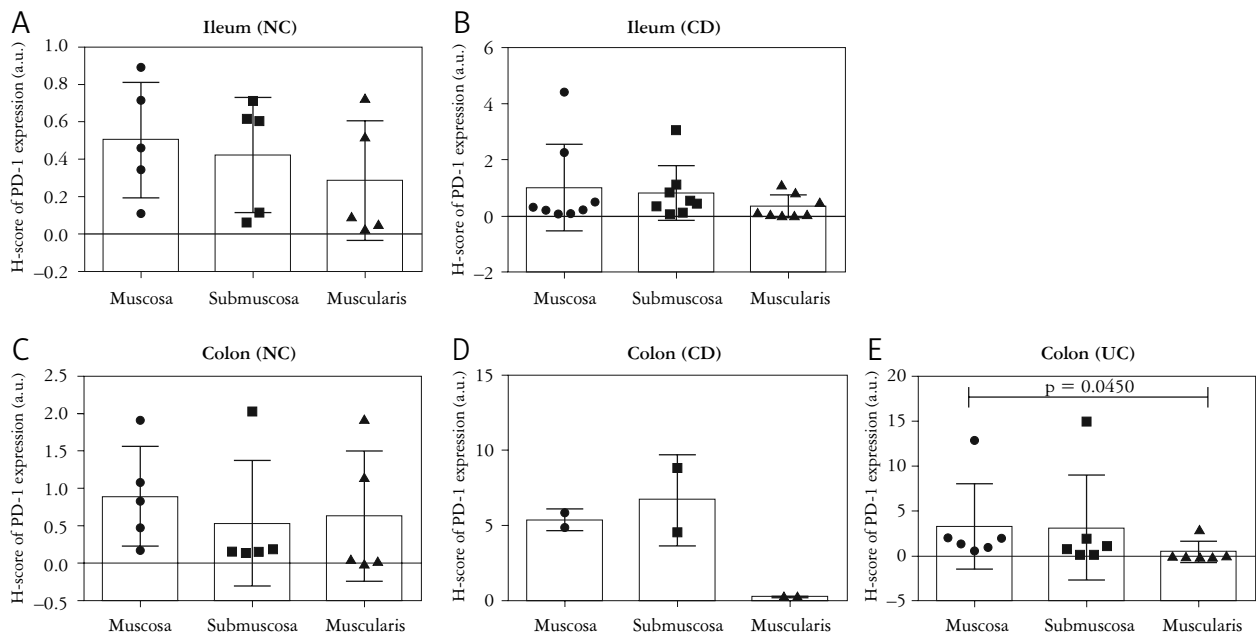 A
Ileum (NC)
H-score of PD-1 expression (a.u.)
1.0
0.8
0.6
0.4
0.2
0.0
–0.2
Muscosa
Submuscosa
Muscularis
B
Ileum (CD)
H-score of PD-1 expression (a.u.)
6
4
2
0
–2
Muscosa
Submuscosa
Muscularis
C
Colon (NC)
H-score of PD-1 expression (a.u.)
2.5
2.0
1.5
1.0
0.5
0.0
–0.5
Muscosa
Submuscosa
Muscularis
D
Colon (CD)
H-score of PD-1 expression (a.u.)
15
10
5
0
Muscosa
Submuscosa
Muscularis
E
Colon (UC)
H-score of PD-1 expression (a.u.)
20
15
10
5
0
–5
p = 0.0450
Muscosa
Submuscosa
Muscularis